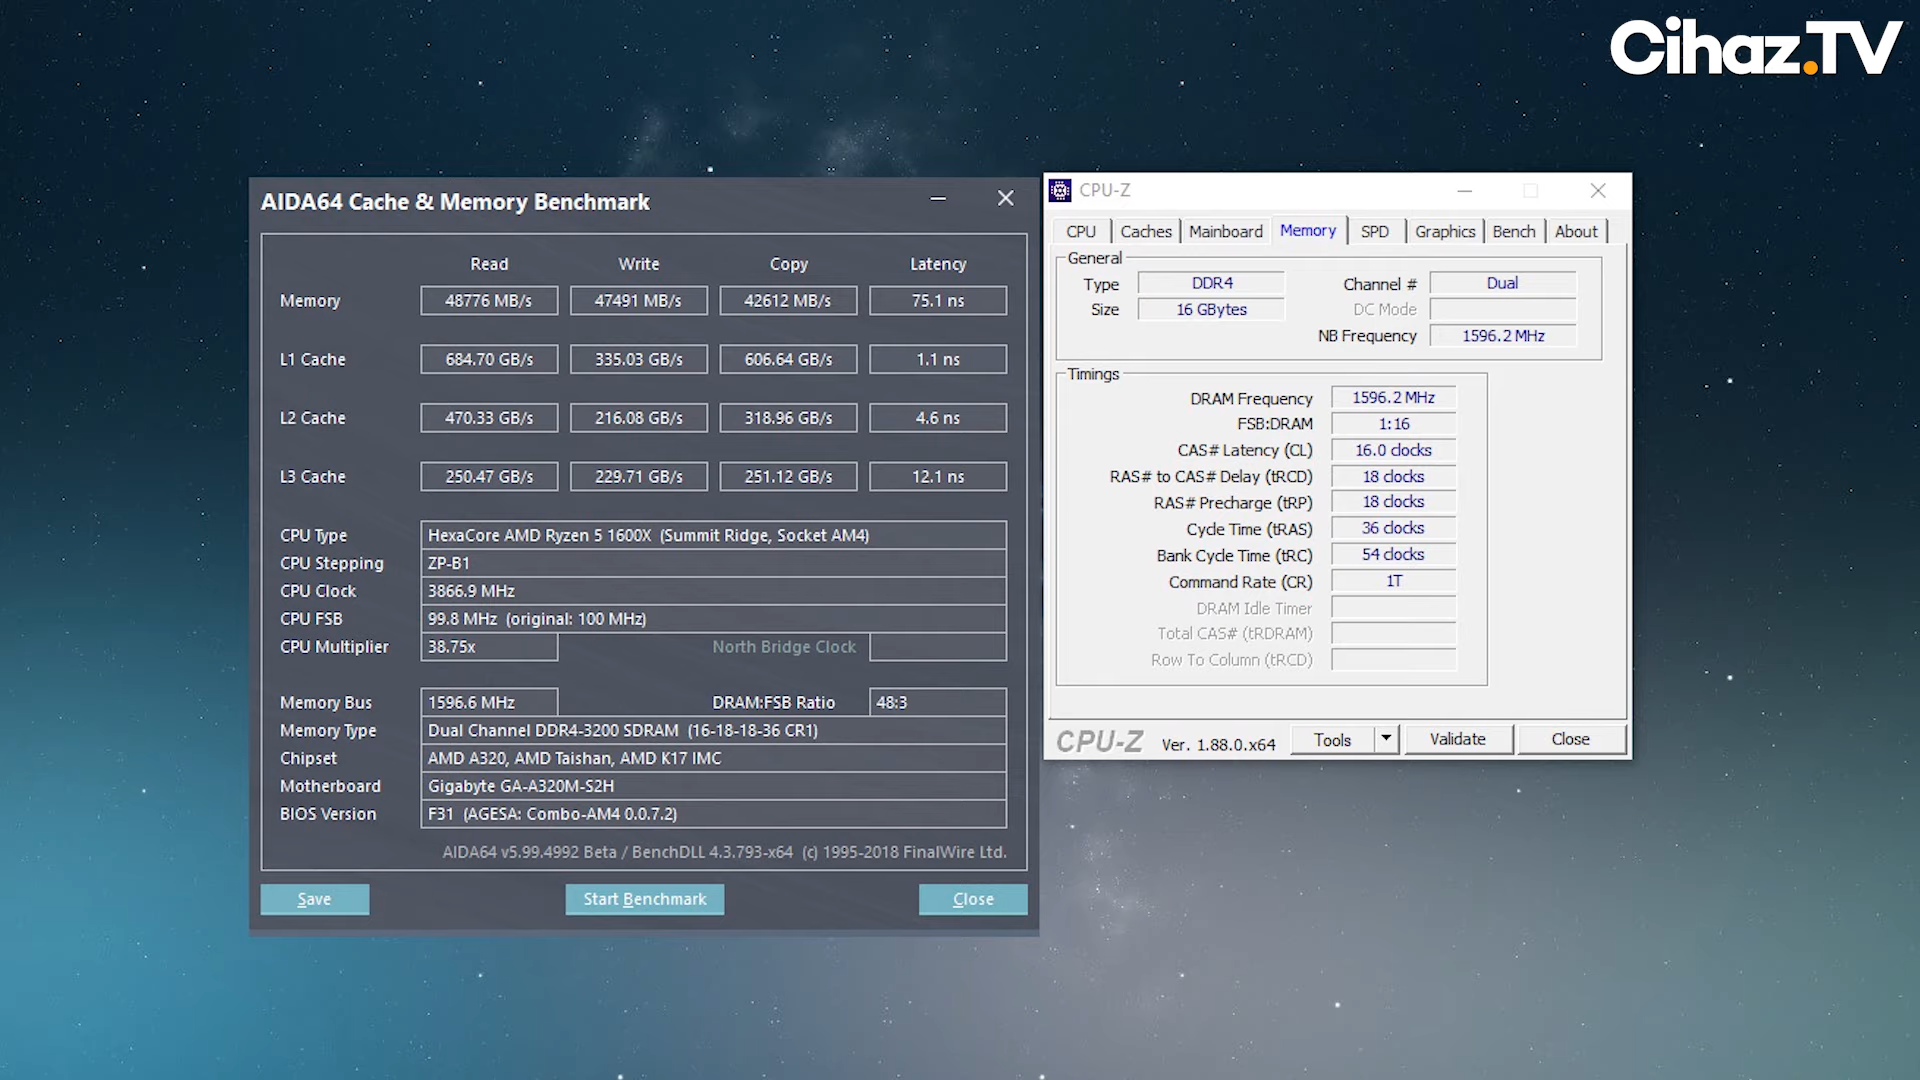 Cihaz.TV
AIDA64 Cache & Memory Benchmark
Read Write Copy Latency
Memory 48776 MB/s 47491 MB/s 42612 MB/s 75.1 ns
L1 Cache 684.70 GB/s 335.03 GB/s 606.64 GB/s 1.1 ns
L2 Cache 470.33 GB/s 216.08 GB/s 318.96 GB/s 4.6 ns
L3 Cache 250.47 GB/s 229.71 GB/s 251.12 GB/s 12.1 ns
CPU Type HexaCore AMD Ryzen 5 1600X (Summit Ridge, Socket AM4)
CPU Stepping ZP-B1
CPU Clock 3866.9 MHz
CPU FSB 99.8 MHz (original: 100 MHz)
CPU Multiplier 38.75x North Bridge Clock
Memory Bus 1596.6 MHz DRAM:FSB Ratio 48:3
Memory Type Dual Channel DDR4-3200 SDRAM (16-18-18-36 CR1)
Chipset AMD A320, AMD Taishan, AMD K17 IMC
Motherboard Gigabyte GA-A320M-S2H
BIOS Version F31 (AGESA: Combo-AM4 0.0.7.2)
AIDA64 v5.99.4992 Beta / BenchDLL 4.3.793-x64 (c) 1995-2018 FinalWire Ltd.
Save Start Benchmark Close
CPU-Z
CPU Caches Mainboard Memory SPD Graphics Bench About
General
Type DDR4 Channel # Dual
Size 16 GBytes DC Mode
NB Frequency 1596.2 MHz
Timings
DRAM Frequency 1596.2 MHz
FSB:DRAM 1:16
CAS# Latency (CL) 16.0 clocks
RAS# to CAS# Delay (tRCD) 18 clocks
RAS# Precharge (tRP) 18 clocks
Cycle Time (tRAS) 36 clocks
Bank Cycle Time (tRC) 54 clocks
Command Rate (CR) 1T
DRAM Idle Timer
Total CAS# (tRDRAM)
Row To Column (tRCD)
CPU-Z Ver. 1.88.0.x64 Tools Validate Close